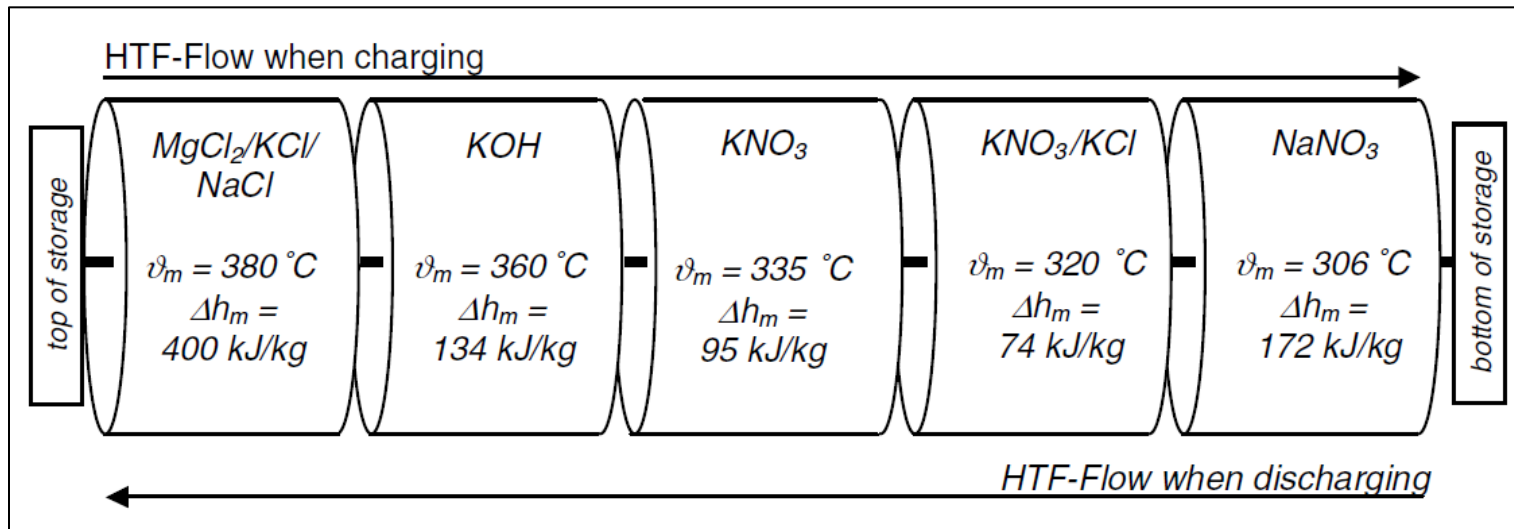 HTF-Flow when charging
top of storage
MgCl₂/KCl/
NaCl
ϑₘ = 380 °C
Δhₘ =
400 kJ/kg
KOH
ϑₘ = 360 °C
Δhₘ =
134 kJ/kg
KNO₃
ϑₘ = 335 °C
Δhₘ =
95 kJ/kg
KNO₃/KCl
ϑₘ = 320 °C
Δhₘ =
74 kJ/kg
NaNO₃
ϑₘ = 306 °C
Δhₘ =
172 kJ/kg
bottom of storage
HTF-Flow when discharging